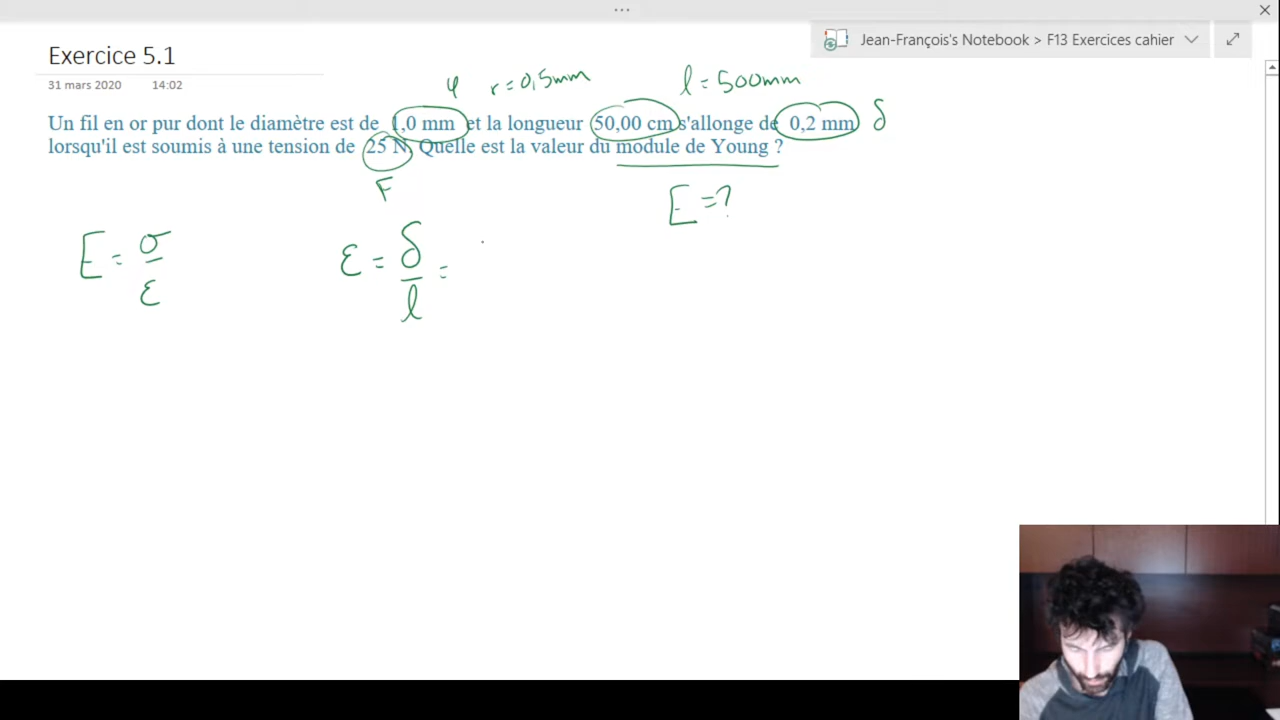 ...
Jean-François's Notebook > F13 Exercices cahier
Exercice 5.1
31 mars 2020 14:02
φ r = 0,5mm l = 500mm
Un fil en or pur dont le diamètre est de 1,0 mm et la longueur 50,00 cm s'allonge de 0,2 mm δ
lorsqu'il est soumis à une tension de 25 N. Quelle est la valeur du module de Young ?
F
E = ?
E = σ/ε ε = δ/l =